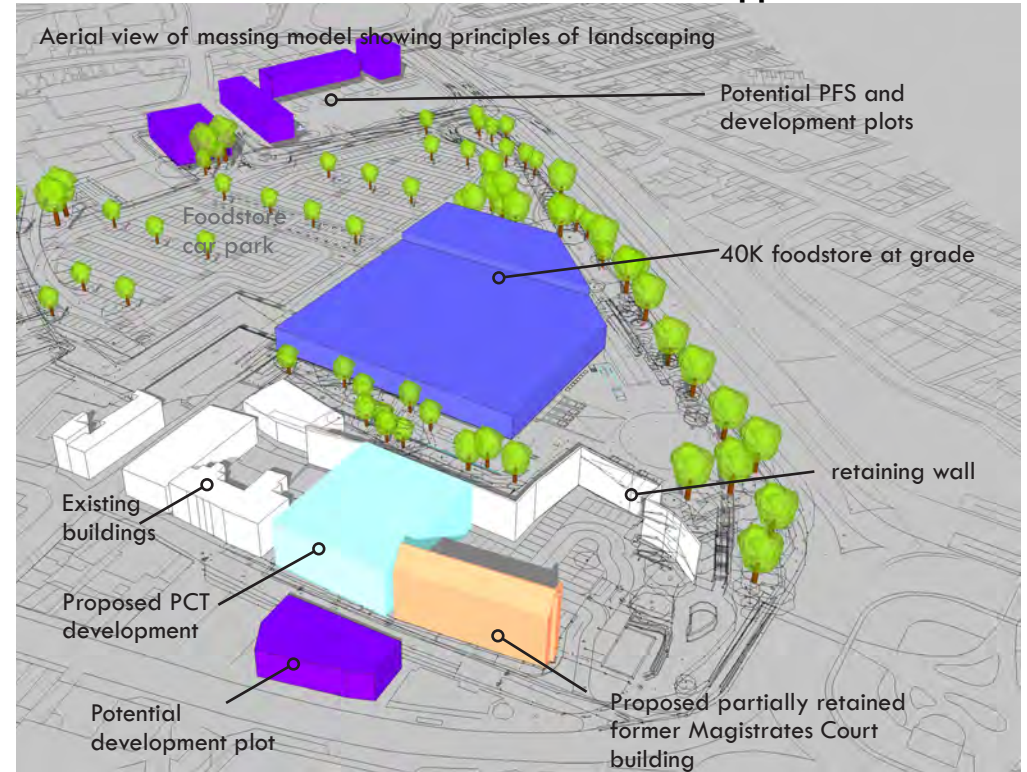 Aerial view of massing model showing principles of landscaping
Potential PFS and
development plots
Foodstore
car park
40K foodstore at grade
retaining wall
Existing
buildings
Proposed PCT
development
Potential
development plot
Proposed partially retained
former Magistrates Court
building